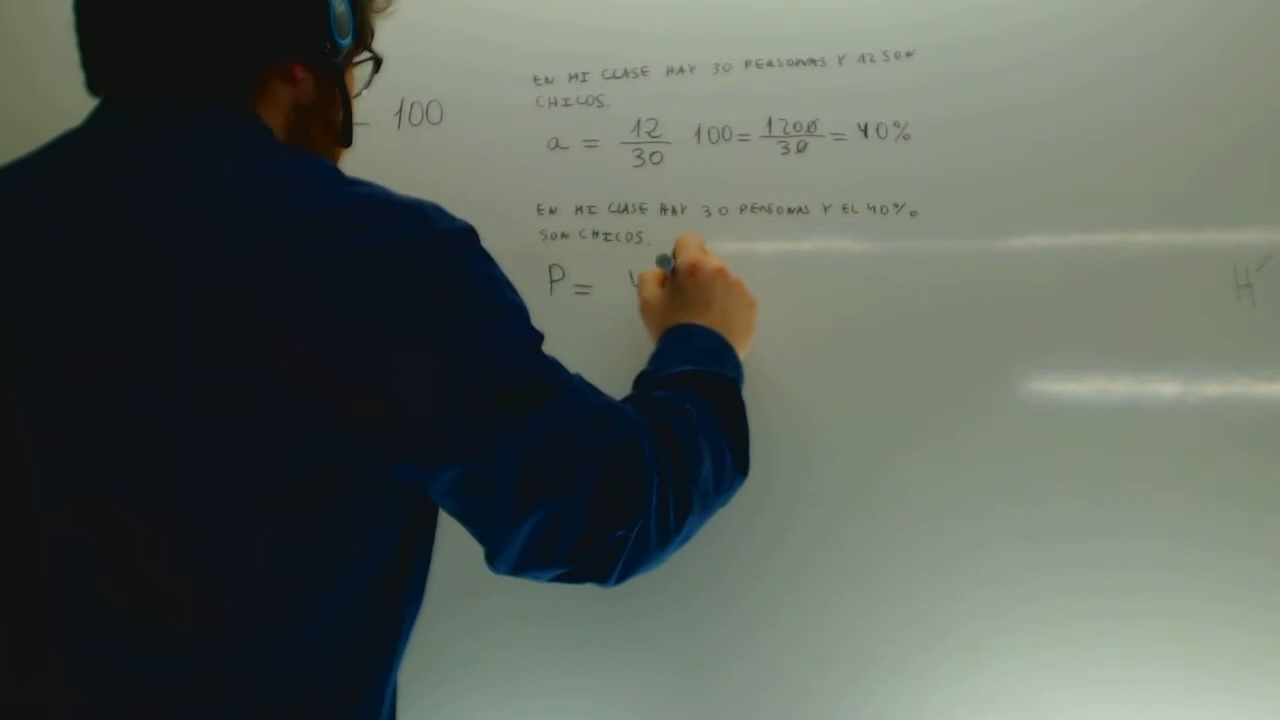 100
EN MI CLASE HAY 30 PERSONAS Y 12 SON
CHICOS.
a = 12/30 100 = 1200/30 = 40%
EN MI CLASE HAY 30 PERSONAS Y EL 40%
SON CHICOS.
P =
H